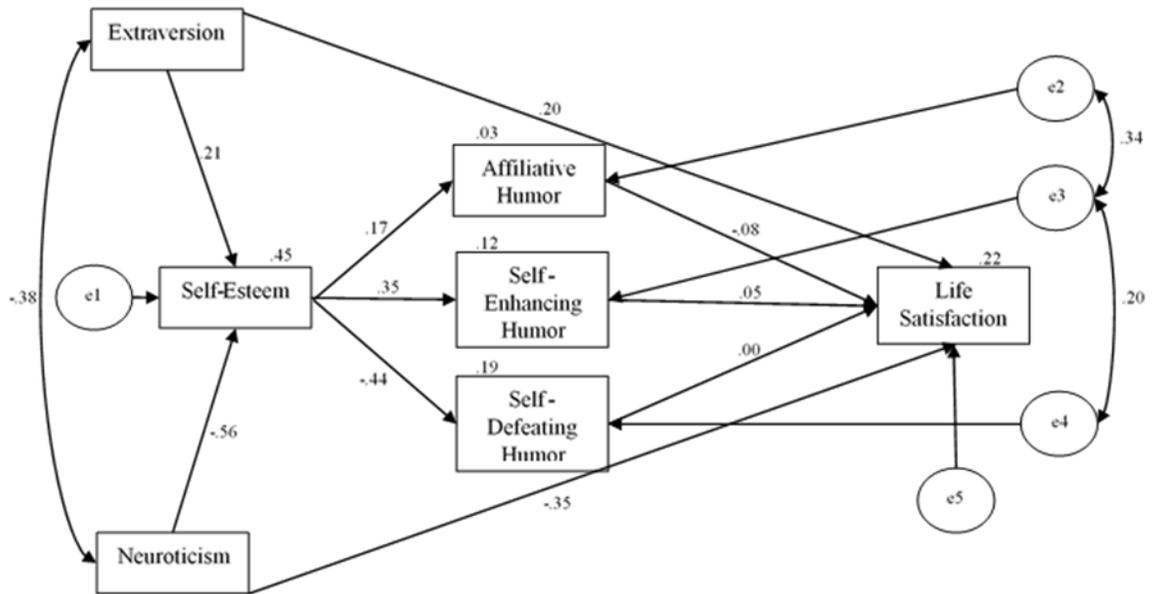 Extraversion
e2
.20
.03
.34
.21
Affiliative
Humor
e3
.17
-.08
.45
.12
.22
Self-Esteem
e1
.35
Self-
Enhancing
Humor
.05
Life
Satisfaction
-.38
.20
.00
.19
-.44
Self-
Defeating
Humor
e4
-.56
-.35
e5
Neuroticism